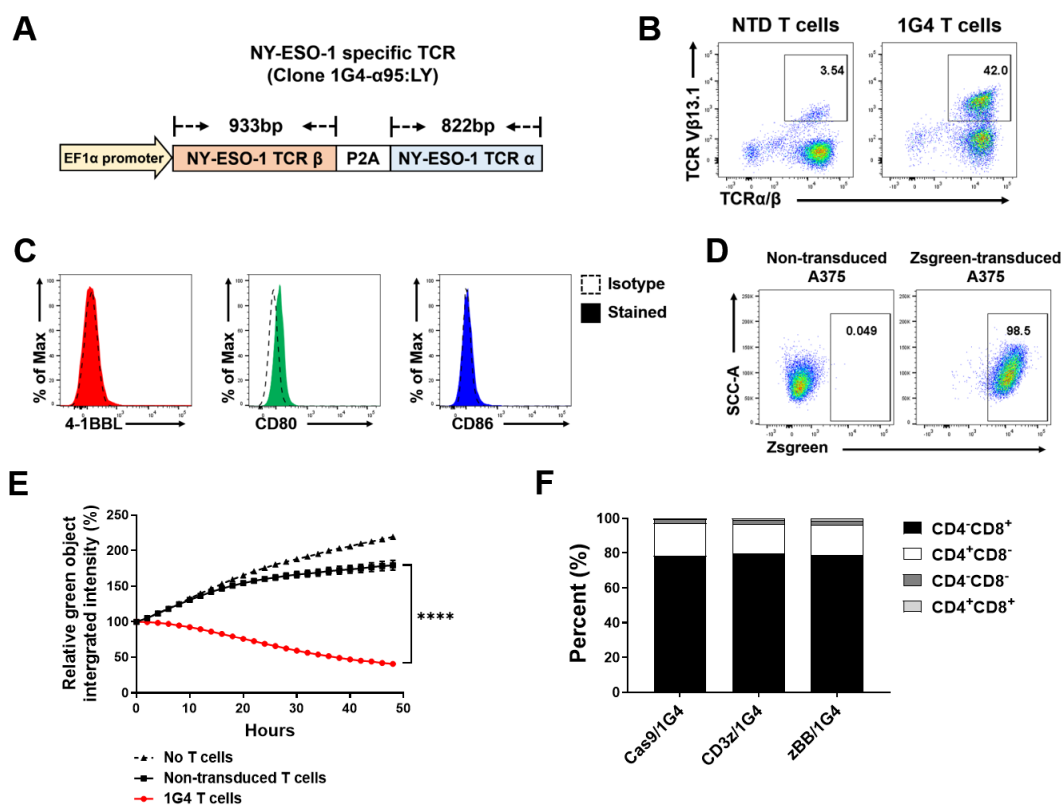 A
NY-ESO-1 specific TCR
(Clone 1G4-α95:LY)
933bp
822bp
EF1α promoter
NY-ESO-1 TCR β
P2A
NY-ESO-1 TCR α
B
NTD T cells
1G4 T cells
3.54
42.0
TCR Vβ13.1
TCRα/β
C
% of Max
4-1BBL
% of Max
CD80
% of Max
CD86
Isotype
Stained
D
Non-transduced
A375
Zsgreen-transduced
A375
0.049
98.5
SCC-A
Zsgreen
E
Relative green object
intergrated intensity (%)
250
200
150
100
50
0
0
10
20
30
40
50
Hours
****
No T cells
Non-transduced T cells
1G4 T cells
F
Percent (%)
100
80
60
40
20
0
Cas9/1G4
CD3z/1G4
zBB/1G4
CD4⁻CD8⁺
CD4⁺CD8⁻
CD4⁻CD8⁻
CD4⁺CD8⁺